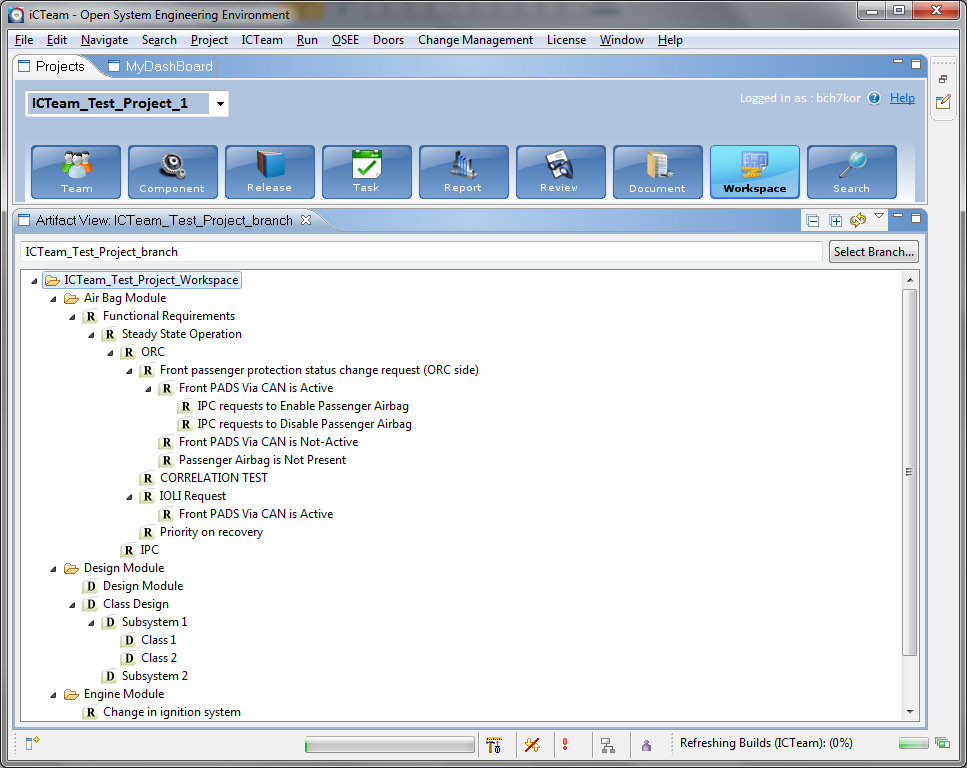 iCTeam - Open System Engineering Environment
File Edit Navigate Search Project ICTeam Run OSEE Doors Change Management License Window Help
Projects MyDashBoard
ICTeam_Test_Project_1 Logged in as : bch7kor ? Help
Team Component Release Task Report Review Document Workspace Search
Artifact View: ICTeam_Test_Project_branch
ICTeam_Test_Project_branch Select Branch...
ICTeam_Test_Project_Workspace
Air Bag Module
R Functional Requirements
R Steady State Operation
R ORC
R Front passenger protection status change request (ORC side)
R Front PADS Via CAN is Active
R IPC requests to Enable Passenger Airbag
R IPC requests to Disable Passenger Airbag
R Front PADS Via CAN is Not-Active
R Passenger Airbag is Not Present
R CORRELATION TEST
R IOLI Request
R Front PADS Via CAN is Active
R Priority on recovery
R IPC
Design Module
D Design Module
D Class Design
D Subsystem 1
D Class 1
D Class 2
D Subsystem 2
Engine Module
R Change in ignition system
Refreshing Builds (ICTeam): (0%)